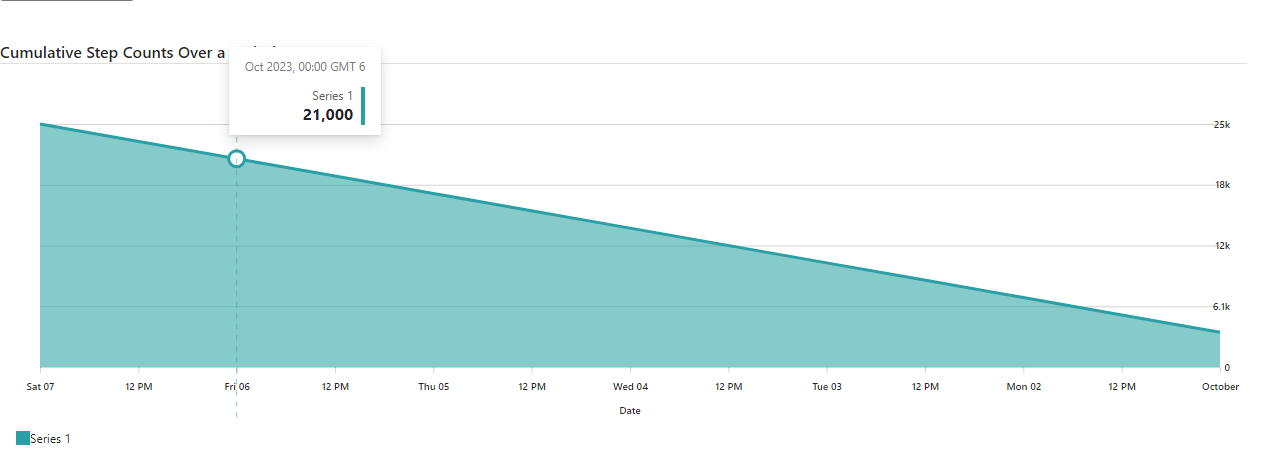 Cumulative Step Counts Over a
Oct 2023, 00:00 GMT 6
Series 1
21,000
25k
18k
12k
6.1k
0
Sat 07 12 PM Fri 06 12 PM Thu 05 12 PM Wed 04 12 PM Tue 03 12 PM Mon 02 12 PM October
Date
Series 1